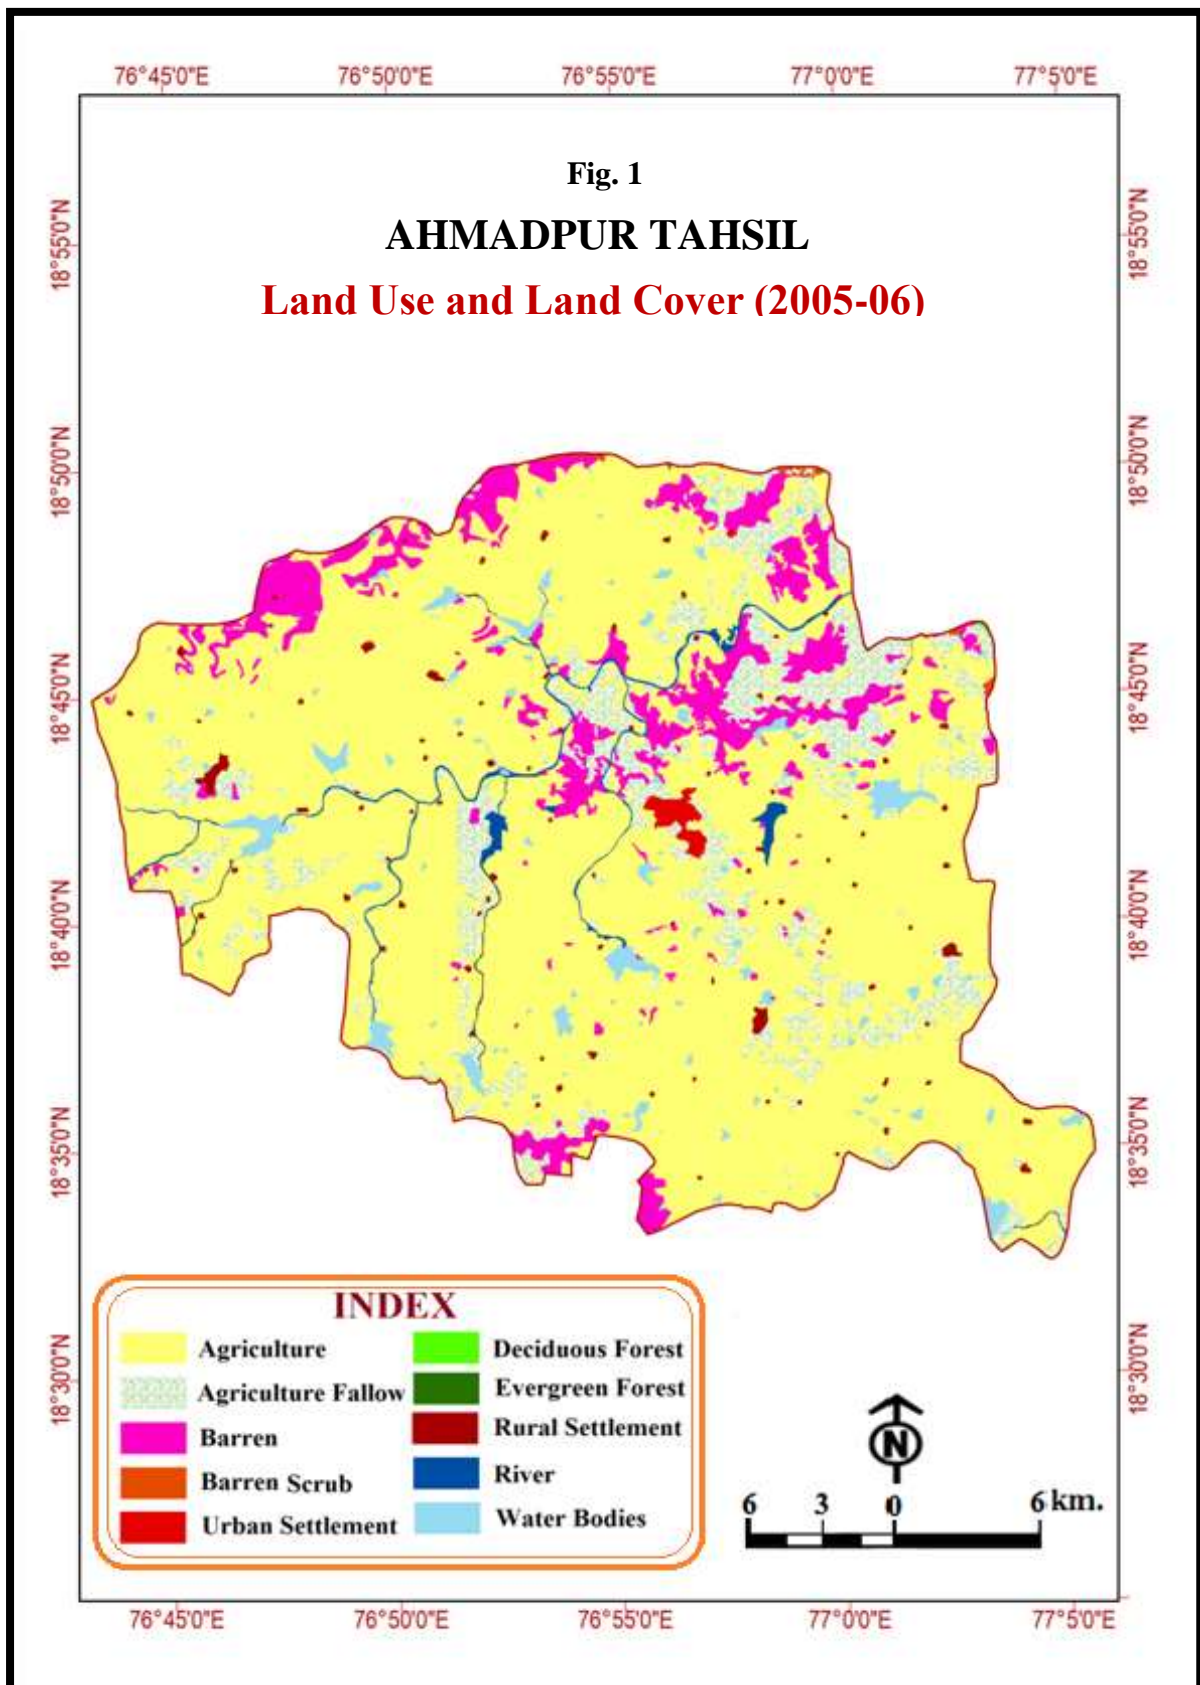 76°45'0"E 76°50'0"E 76°55'0"E 77°0'0"E 77°5'0"E
Fig. 1
AHMADPUR TAHSIL
Land Use and Land Cover (2005-06)
18°55'0"N 18°55'0"N
18°50'0"N 18°50'0"N
18°45'0"N 18°45'0"N
18°40'0"N 18°40'0"N
18°35'0"N 18°35'0"N
18°30'0"N 18°30'0"N
INDEX
Agriculture
Agriculture Fallow
Barren
Barren Scrub
Urban Settlement
Deciduous Forest
Evergreen Forest
Rural Settlement
River
Water Bodies
N
6 3 0 6 km.
76°45'0"E 76°50'0"E 76°55'0"E 77°0'0"E 77°5'0"E